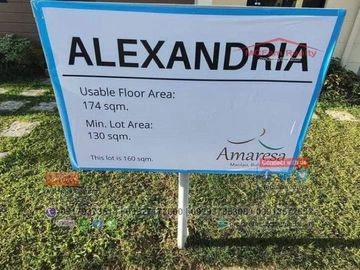 ALEXANDRIA
Usable Floor Area:
174 sqm.
Min. Lot Area:
130 sqm.
This lot is 160 sqm.
Amaresa